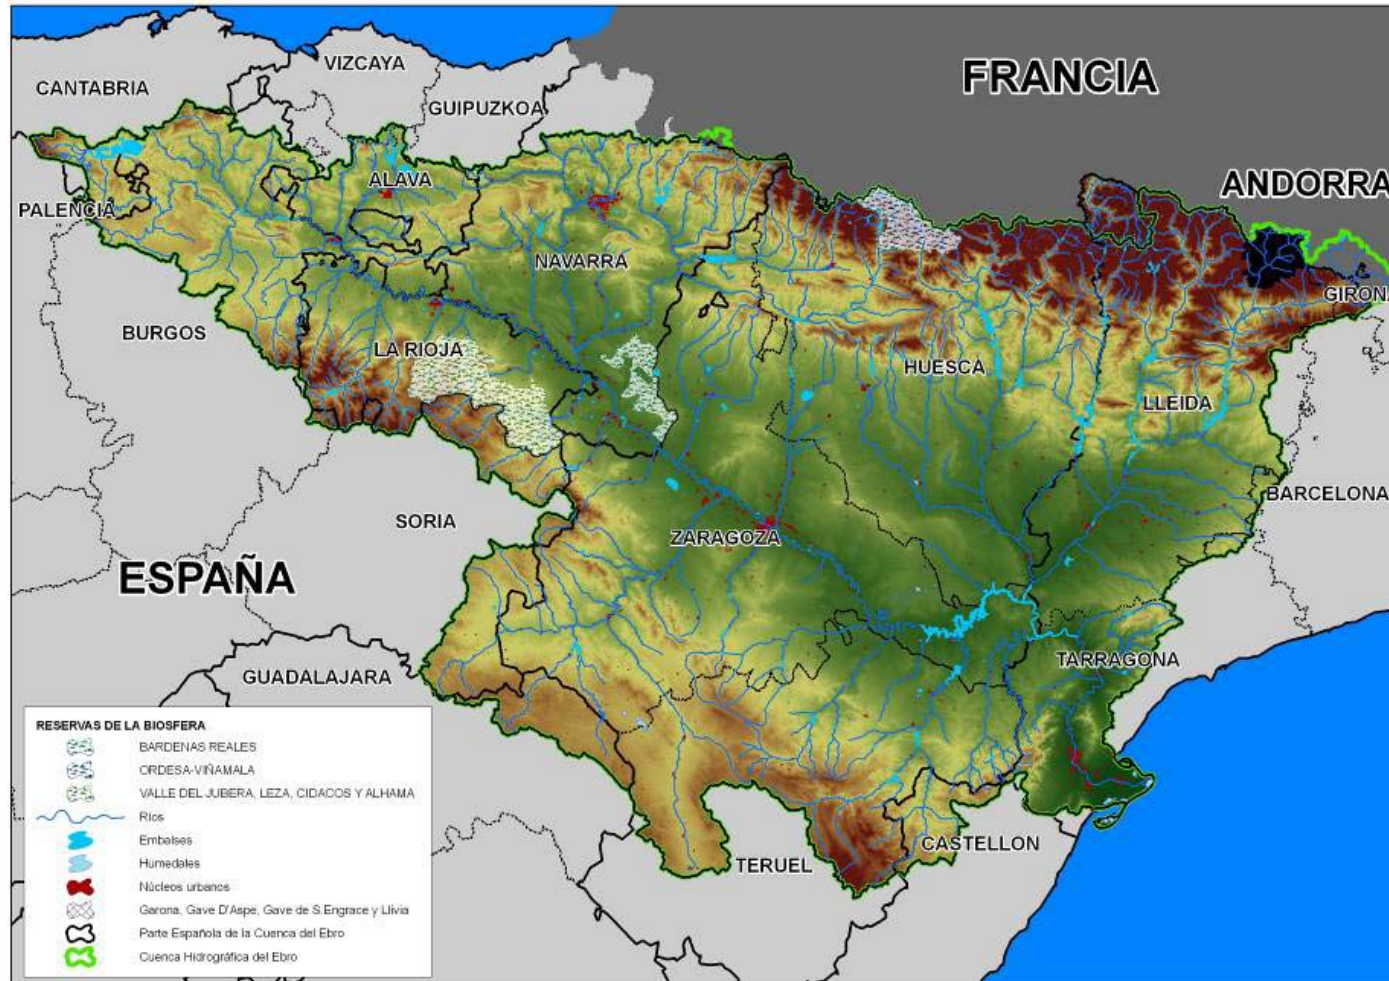 FRANCIA
VIZCAYA
CANTABRIA
GUIPUZKOA
ALAVA
ANDORRA
PALENCIA
NAVARRA
GIRON
BURGOS
LA RIOJA
HUESCA
LLEIDA
BARCELONA
SORIA
ZARAGOZA
ESPAÑA
TARRAGONA
GUADALAJARA
CASTELLON
TERUEL
RESERVAS DE LA BIOSFERA
BARDENAS REALES
ORDESA-VIÑAMALA
VALLE DEL JUBERA, LEZA, CIDACOS Y ALHAMA
Ríos
Embalses
Humedales
Núcleos urbanos
Garona, Gave D'Aspe, Gave de S.Engrace y Llivia
Parte Española de la Cuenca del Ebro
Cuenca Hidrográfica del Ebro